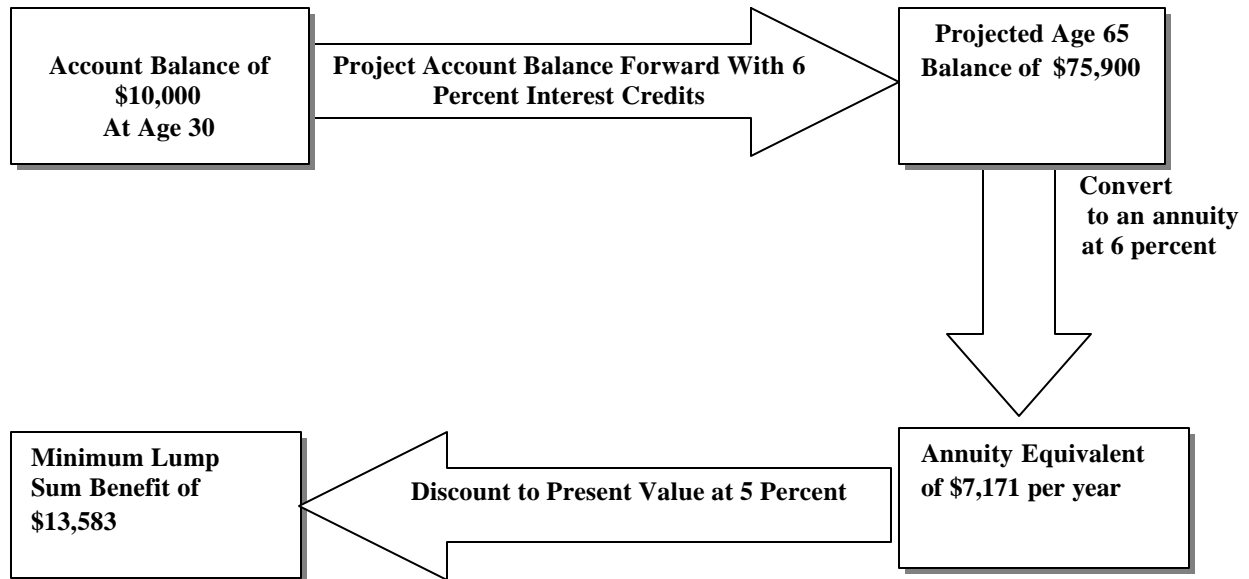 Account Balance of
$10,000
At Age 30
Project Account Balance Forward With 6
Percent Interest Credits
Projected Age 65
Balance of $75,900
Convert
to an annuity
at 6 percent
Annuity Equivalent
of $7,171 per year
Discount to Present Value at 5 Percent
Minimum Lump
Sum Benefit of
$13,583